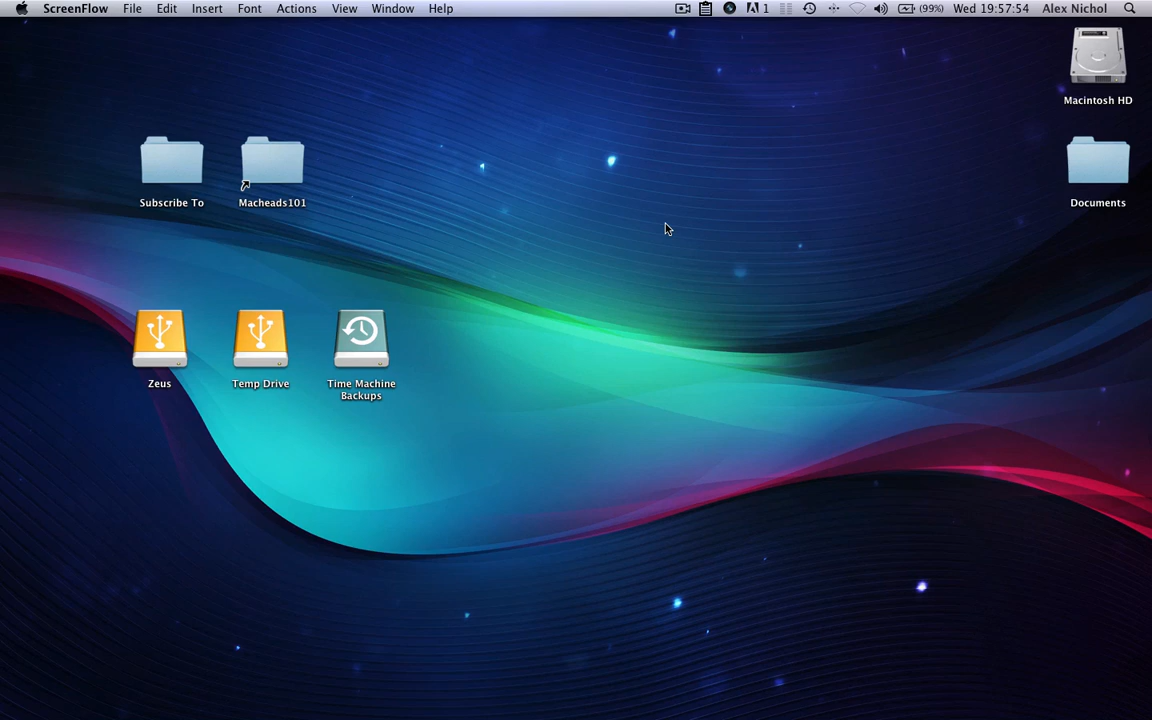 ScreenFlow File Edit Insert Font Actions View Window Help 1 (99%) Wed 19:57:54 Alex Nichol
Macintosh HD
Subscribe To Macheads101 Documents
Zeus Temp Drive Time Machine
Backups